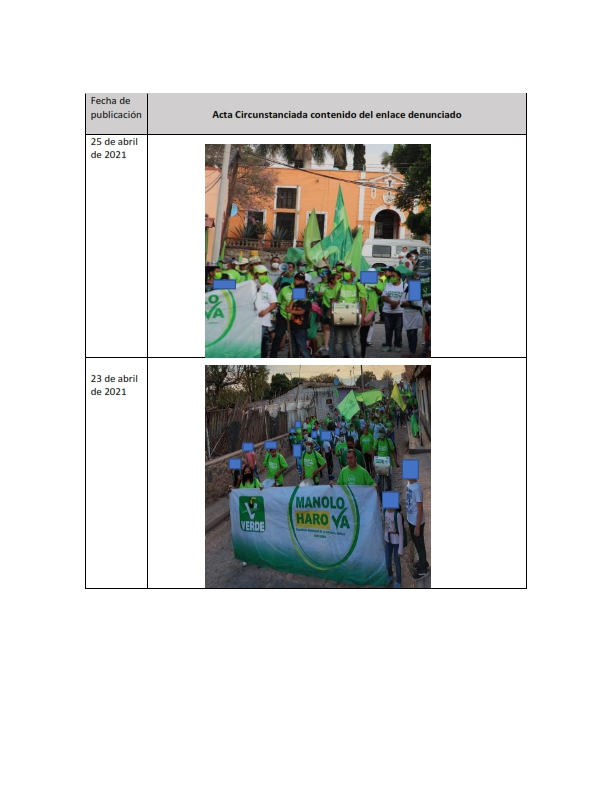 Fecha de
publicación
Acta Circunstanciada contenido del enlace denunciado
25 de abril
de 2021
23 de abril
de 2021
VERDE
MANOLO
HARO VA